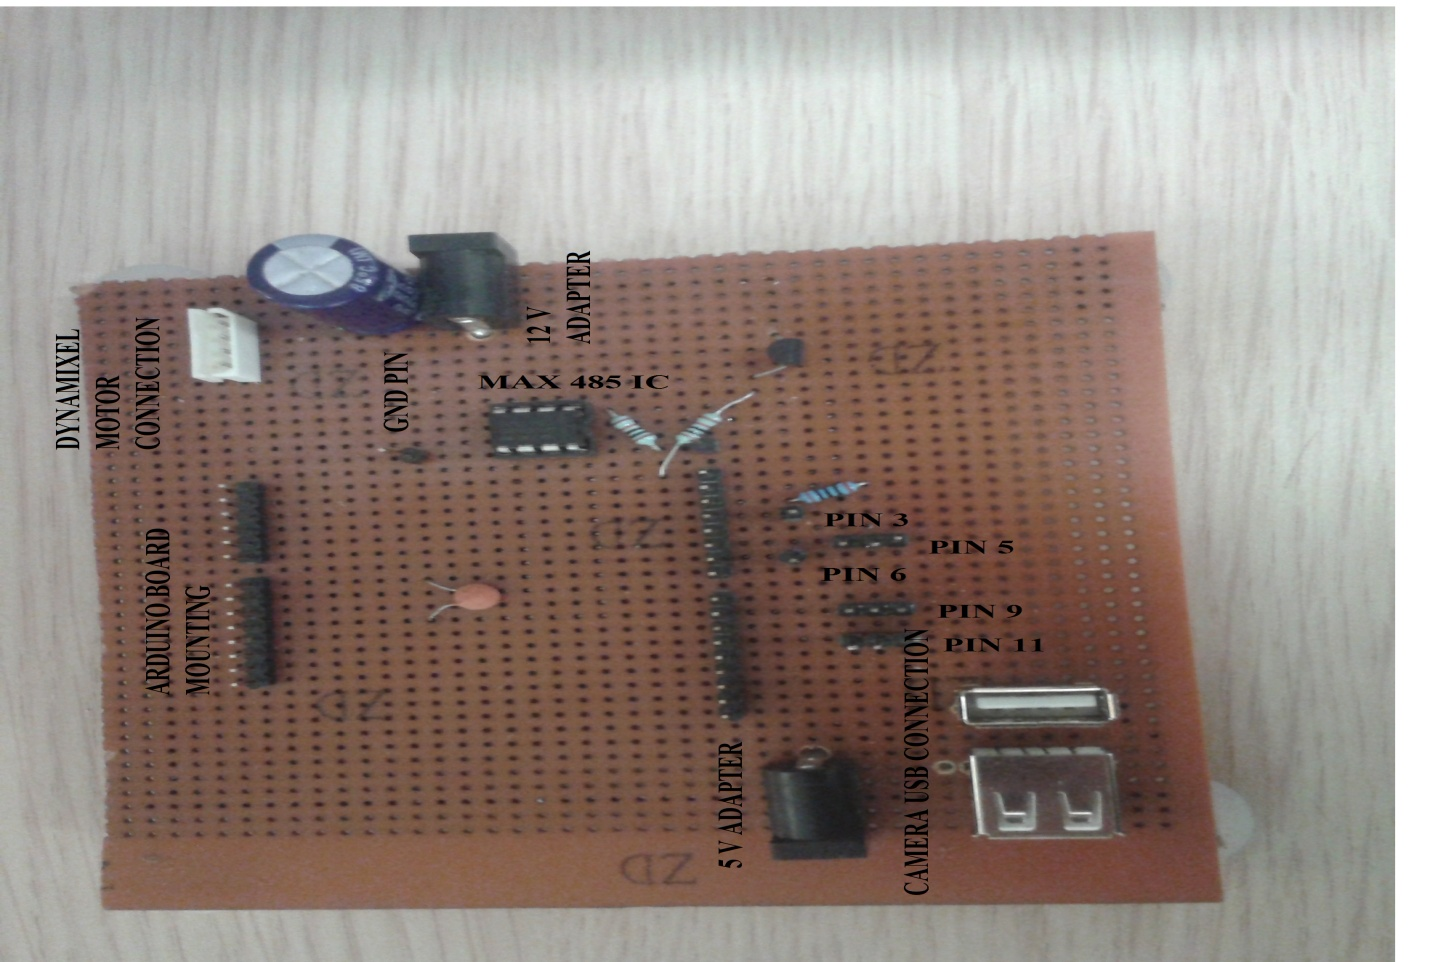 DYNAMIXEL
MOTOR
CONNECTION
12 V
ADAPTER
GND PIN
MAX 485 IC
ARDUINO BOARD
MOUNTING
PIN 3
PIN 5
PIN 6
PIN 9
PIN 11
5 V ADAPTER
CAMERA USB CONNECTION
ZD
ZD
ZD
ZD